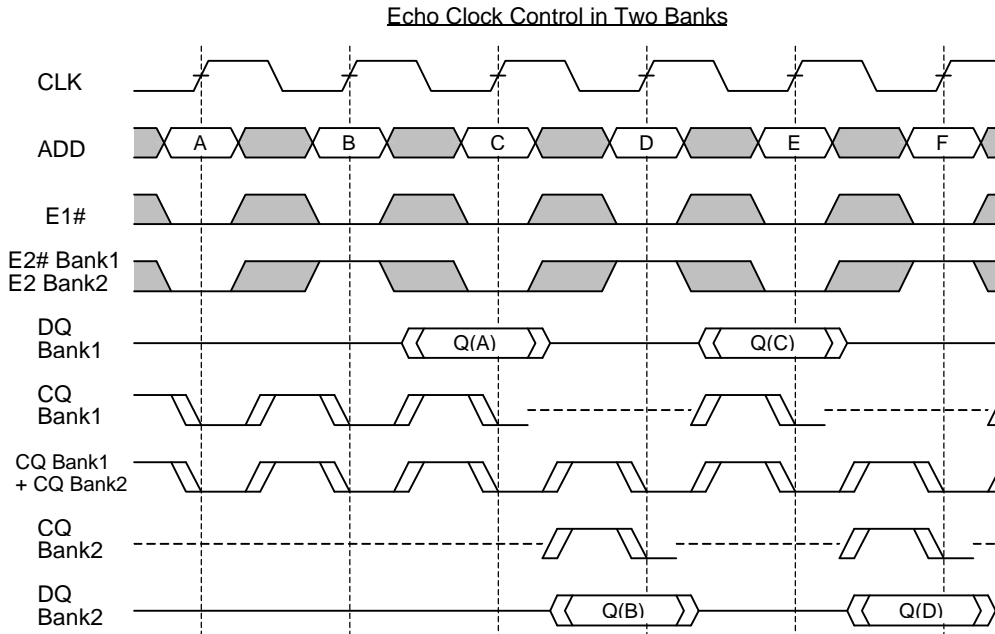 Echo Clock Control in Two Banks
CLK
ADD
A B C D E F
E1#
E2# Bank1
E2 Bank2
DQ
Bank1
Q(A) Q(C)
CQ
Bank1
CQ Bank1
+ CQ Bank2
CQ
Bank2
DQ
Bank2
Q(B) Q(D)